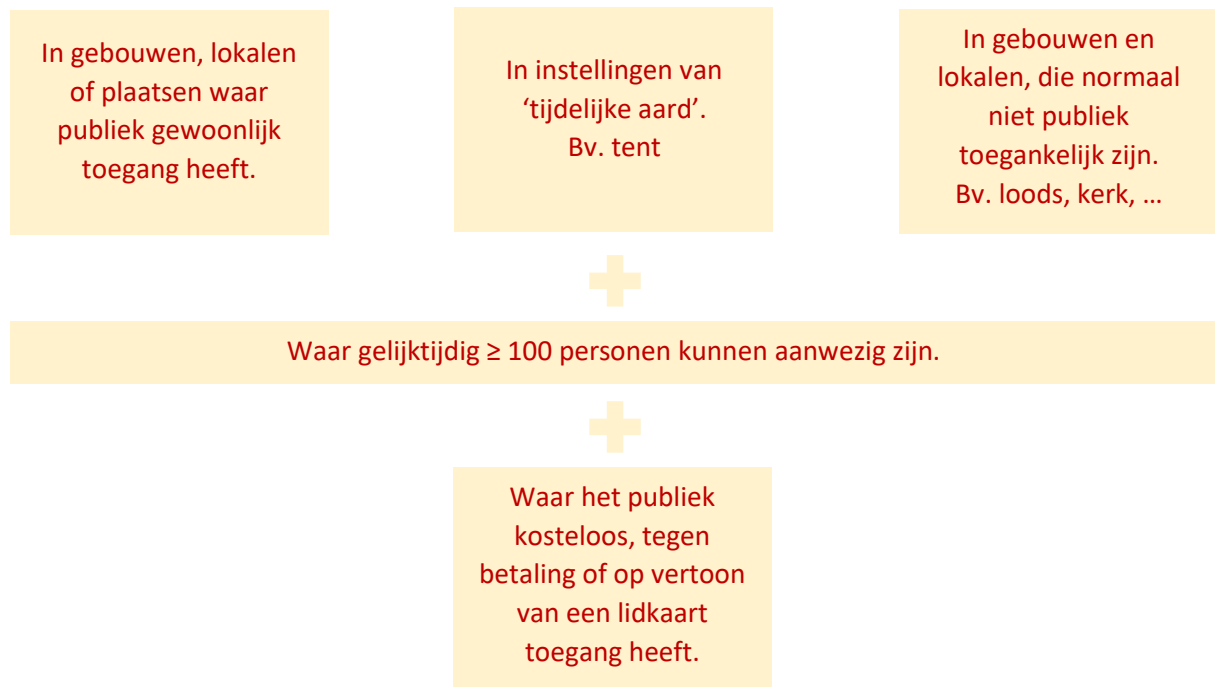 In gebouwen, lokalen
of plaatsen waar
publiek gewoonlijk
toegang heeft.
In instellingen van
‘tijdelijke aard’.
Bv. tent
In gebouwen en
lokalen, die normaal
niet publiek
toegankelijk zijn.
Bv. loods, kerk, …
Waar gelijktijdig ≥ 100 personen kunnen aanwezig zijn.
Waar het publiek
kosteloos, tegen
betaling of op vertoon
van een lidkaart
toegang heeft.